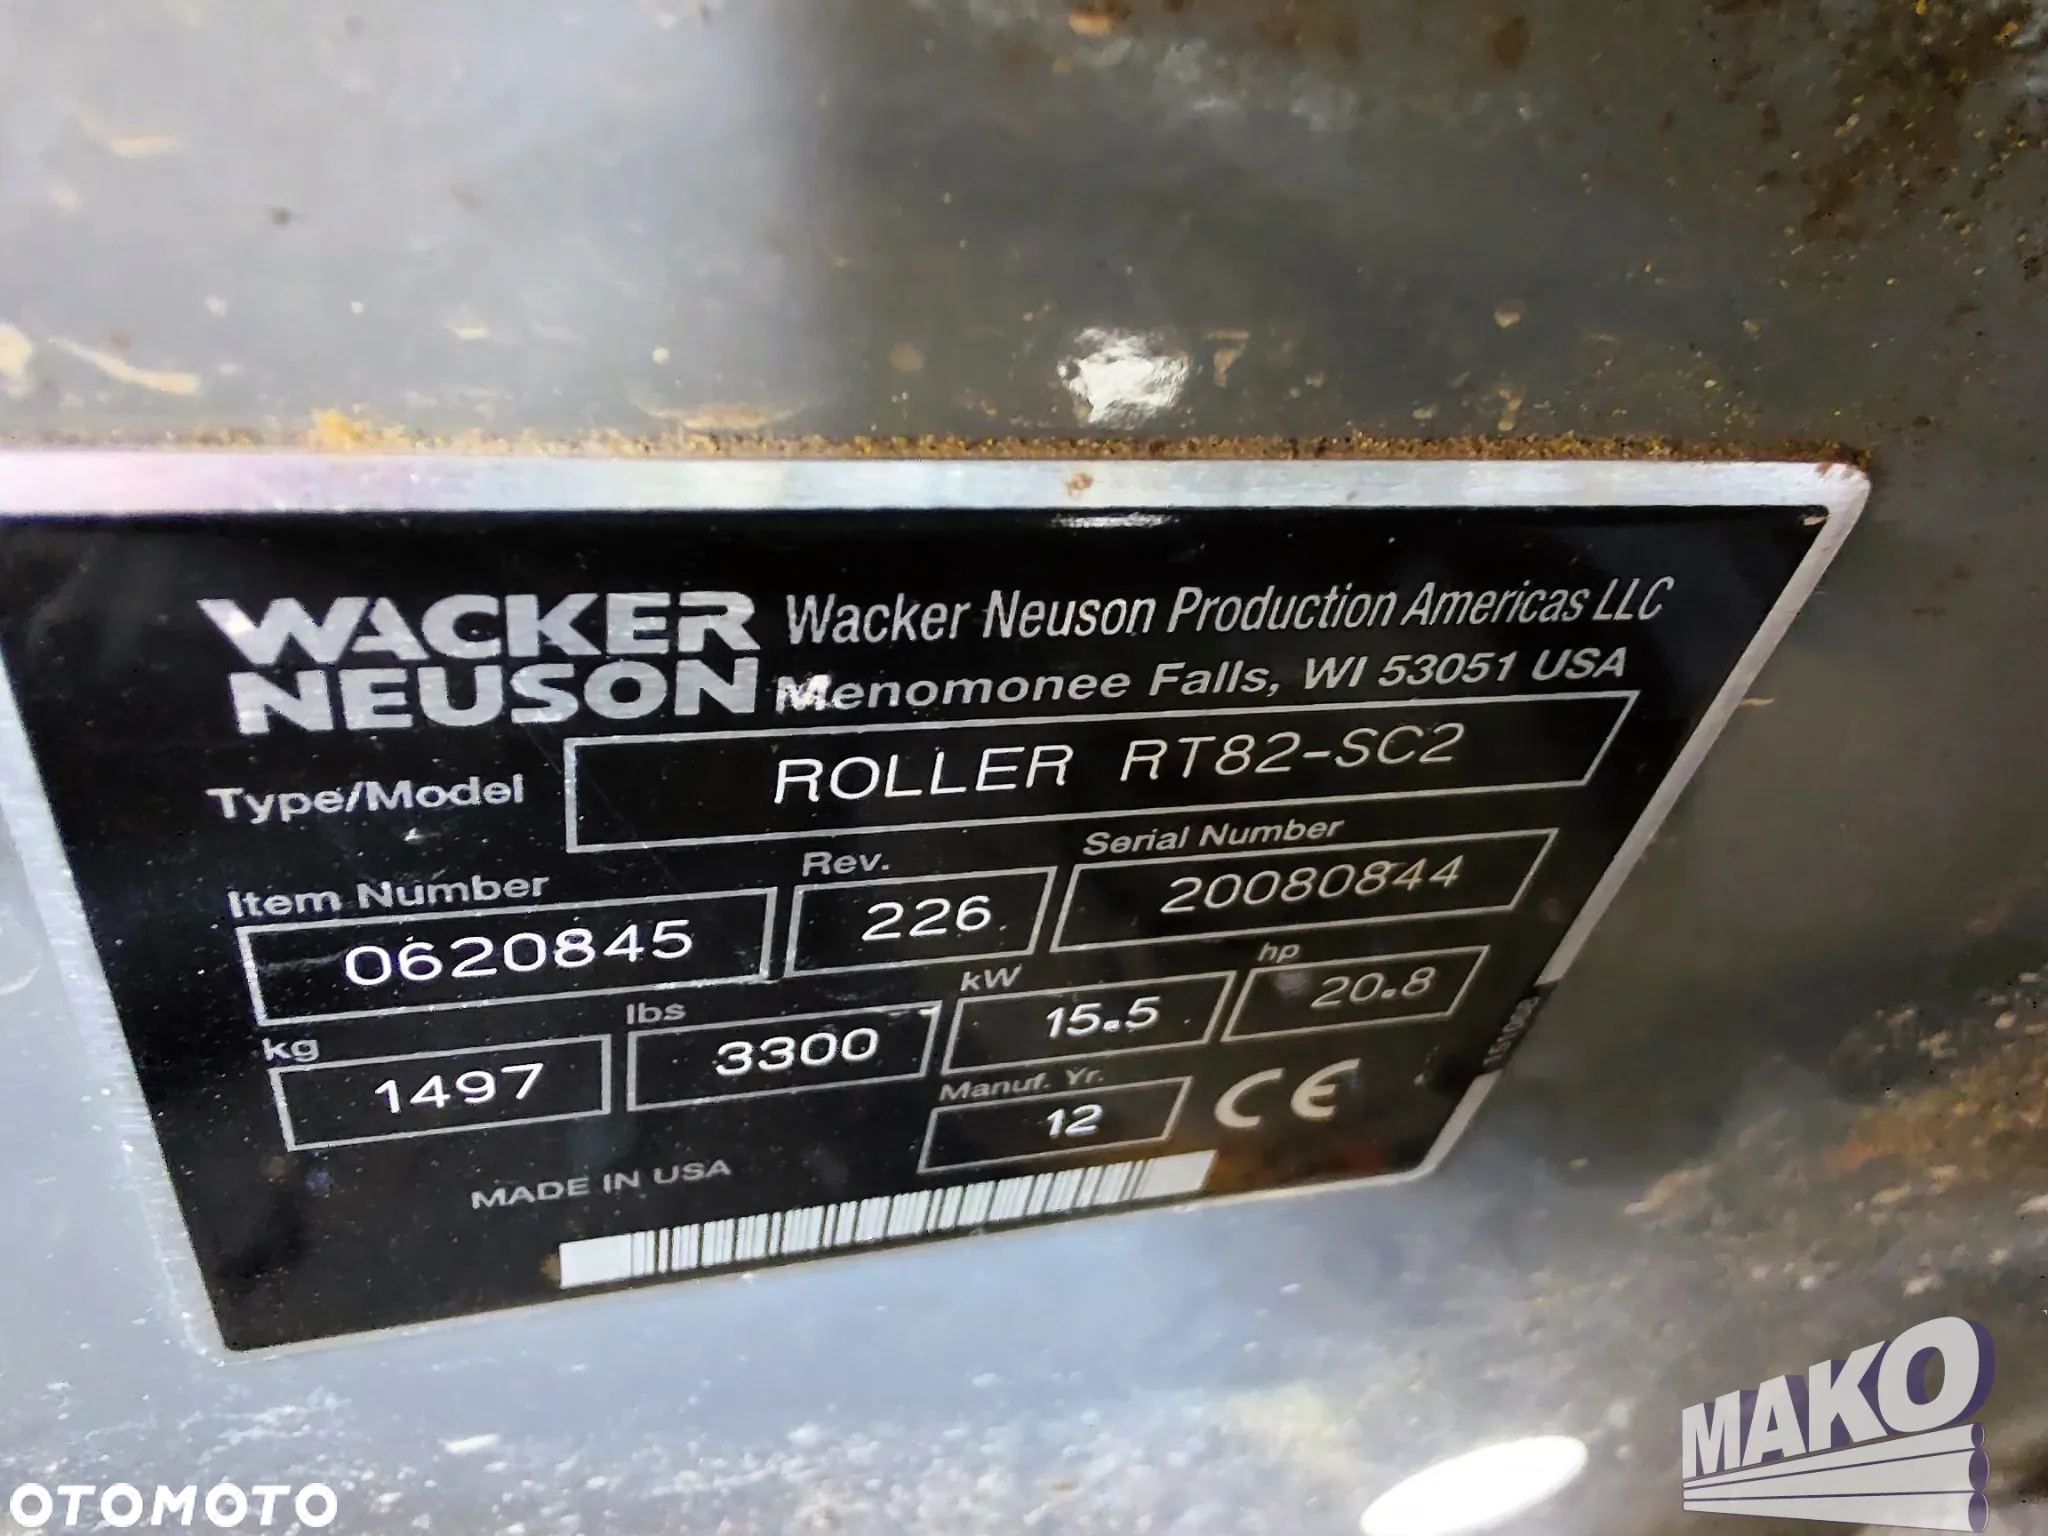 WACKER
NEUSON
Wacker Neuson Production Americas LLC
Menomonee Falls, WI 53051 USA
Type/Model
ROLLER RT82-SC2
Item Number
0620845
Rev.
226
Serial Number
20080844
kg
1497
lbs
3300
kW
15.5
hp
20.8
Manuf. Yr.
12
CE
MADE IN USA
OTOMOTO
MAKO